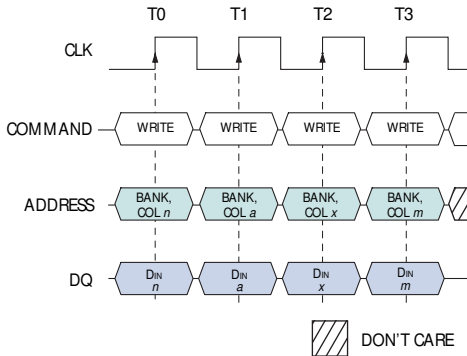 T0 T1 T2 T3
CLK
COMMAND WRITE WRITE WRITE WRITE
BANK, BANK, BANK, BANK,
ADDRESS
COL n COL a COL x COL m
DIN DIN DIN DIN
DQ
n a x m
DON'T CARE